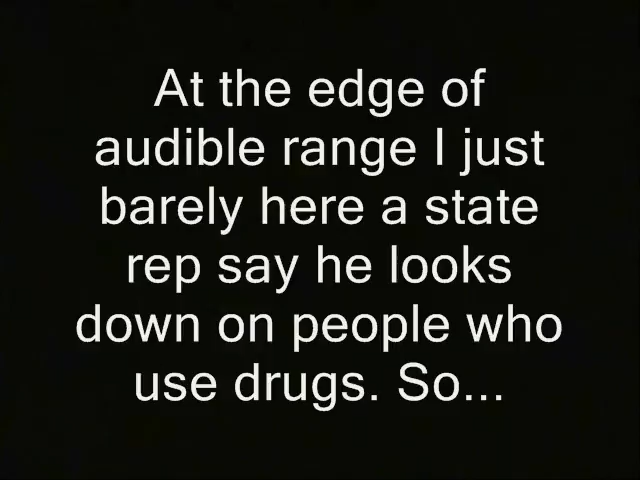 At the edge of
audible range I just
barely here a state
rep say he looks
down on people who
use drugs. So...